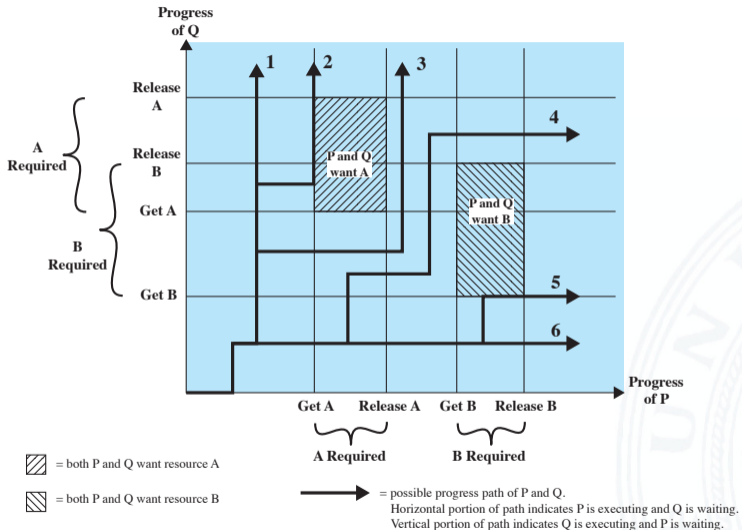 Progress
of Q
1
2
3
Release
A
4
A
Required
Release
B
P and Q
want A
P and Q
want B
Get A
B
Required
Get B
5
6
Progress
of P
Get A
Release A
Get B
Release B
A Required
B Required
= both P and Q want resource A
= both P and Q want resource B
= possible progress path of P and Q.
Horizontal portion of path indicates P is executing and Q is waiting.
Vertical portion of path indicates Q is executing and P is waiting.
U N